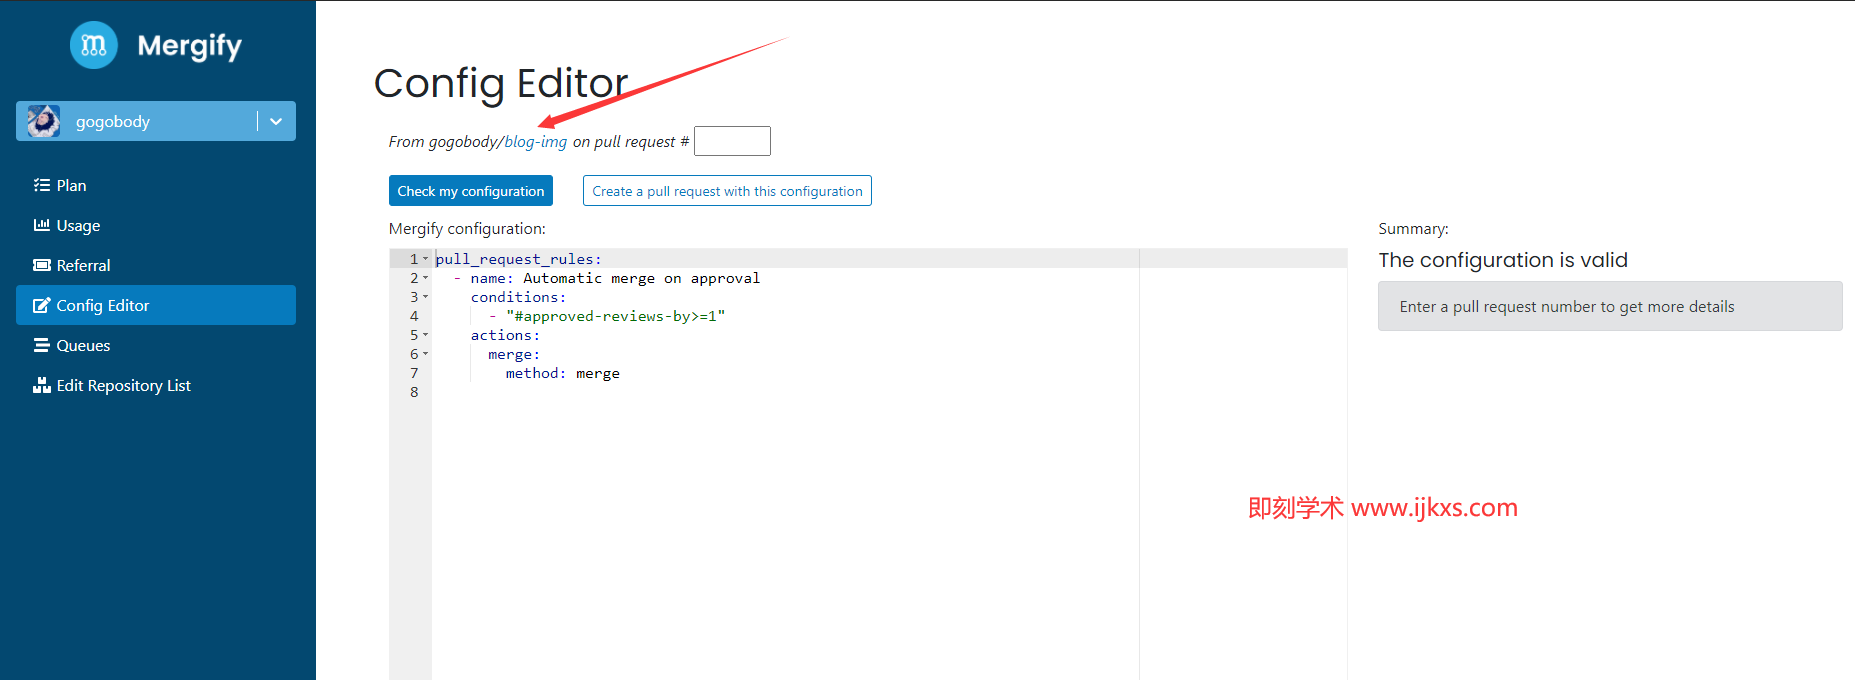 Mergify
gogobody
Plan
Usage
Referral
Config Editor
Queues
Edit Repository List
Config Editor
From gogobody/blog-img on pull request #
Check my configuration
Create a pull request with this configuration
Mergify configuration:
1 pull_request_rules:
2 - name: Automatic merge on approval
3 conditions:
4 - "#approved-reviews-by>=1"
5 actions:
6 merge:
7 method: merge
8
Summary:
The configuration is valid
Enter a pull request number to get more details
即刻学术 www.ijkxs.com